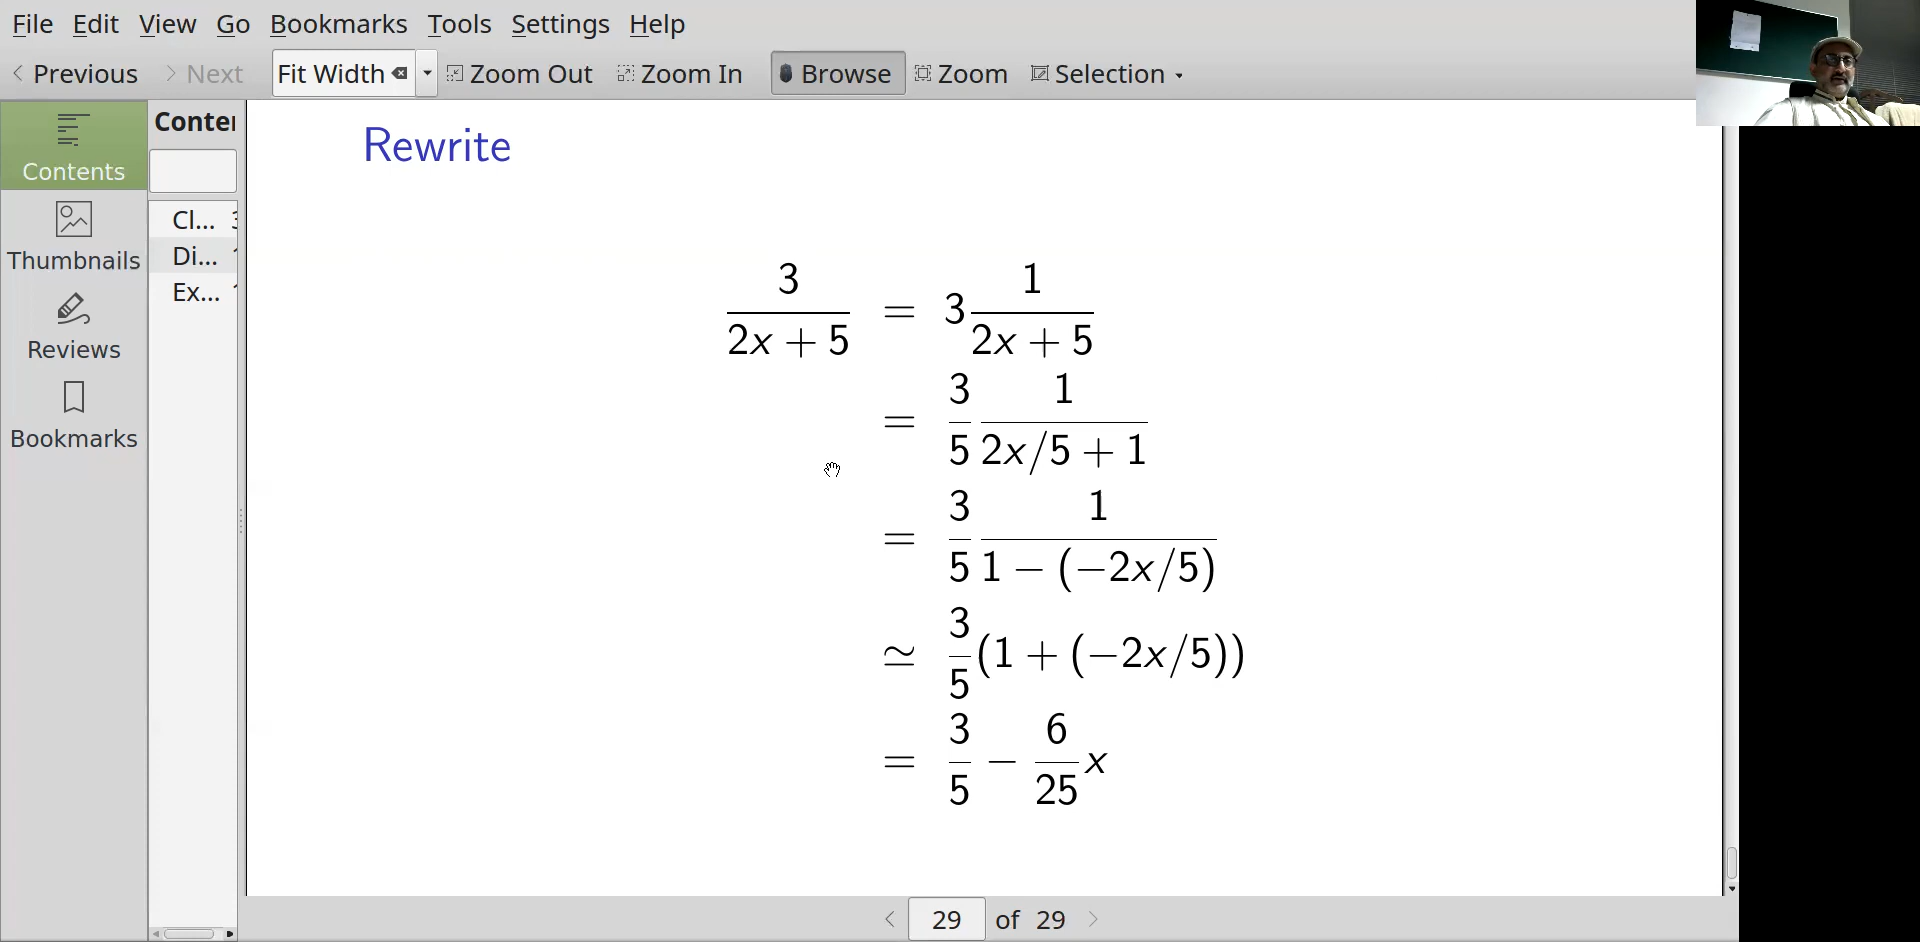 File Edit View Go Bookmarks Tools Settings Help
< Previous > Next Fit Width Zoom Out Zoom In Browse Zoom Selection
Contents
Thumbnails
Reviews
Bookmarks
Conte
Cl...
Di...
Ex...
Rewrite
3/(2x + 5) = 3 1/(2x + 5)
= 3/5 1/(2x/5 + 1)
= 3/5 1/(1 − (−2x/5))
≃ 3/5 (1 + (−2x/5))
= 3/5 − 6/25 x
< 29 of 29 >